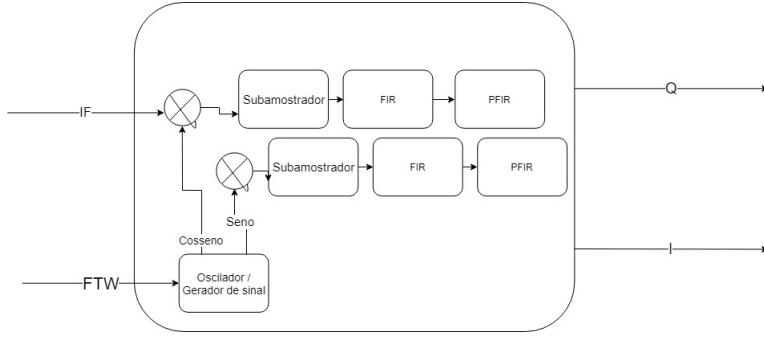 Q
Subamostrador
FIR
PFIR
IF
Subamostrador
FIR
PFIR
Seno
Cosseno
I
Oscilador /
Gerador de sinal
FTW